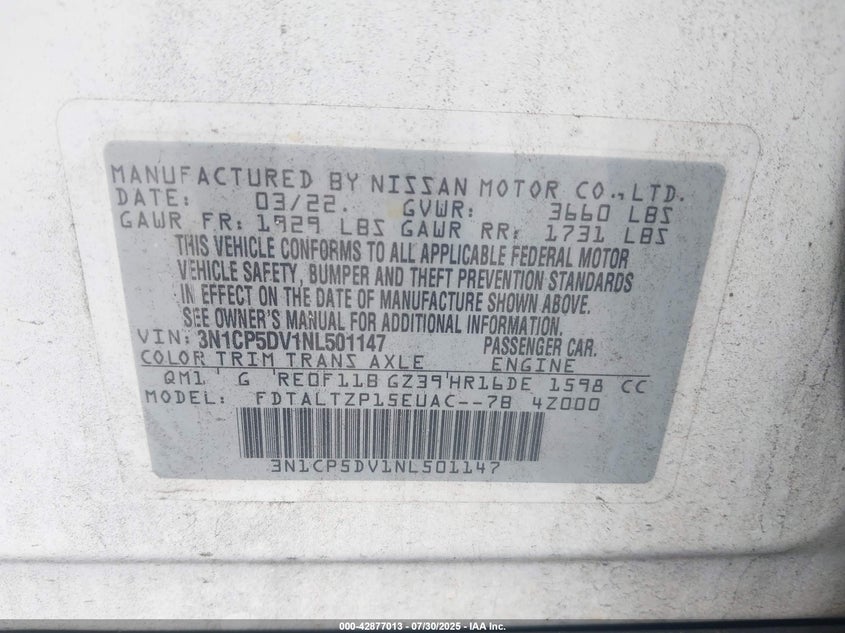 MANUFACTURED BY NISSAN MOTOR CO.,LTD.
DATE: 03/22. GVWR: 3660 LBS
GAWR FR: 1929 LBS GAWR RR: 1731 LBS
THIS VEHICLE CONFORMS TO ALL APPLICABLE FEDERAL MOTOR
VEHICLE SAFETY, BUMPER AND THEFT PREVENTION STANDARDS
IN EFFECT ON THE DATE OF MANUFACTURE SHOWN ABOVE.
SEE OWNER'S MANUAL FOR ADDITIONAL INFORMATION.
VIN: 3N1CP5DV1NL501147 PASSENGER CAR.
COLOR TRIM TRANS AXLE ENGINE
QM1 G RE0F11B GZ39 HR16DE 1598 CC
MODEL: FDTALTZP15EUAC--7B 4Z000
3N1CP5DV1NL501147
000-42877013 - 07/30/2025 - IAA Inc.